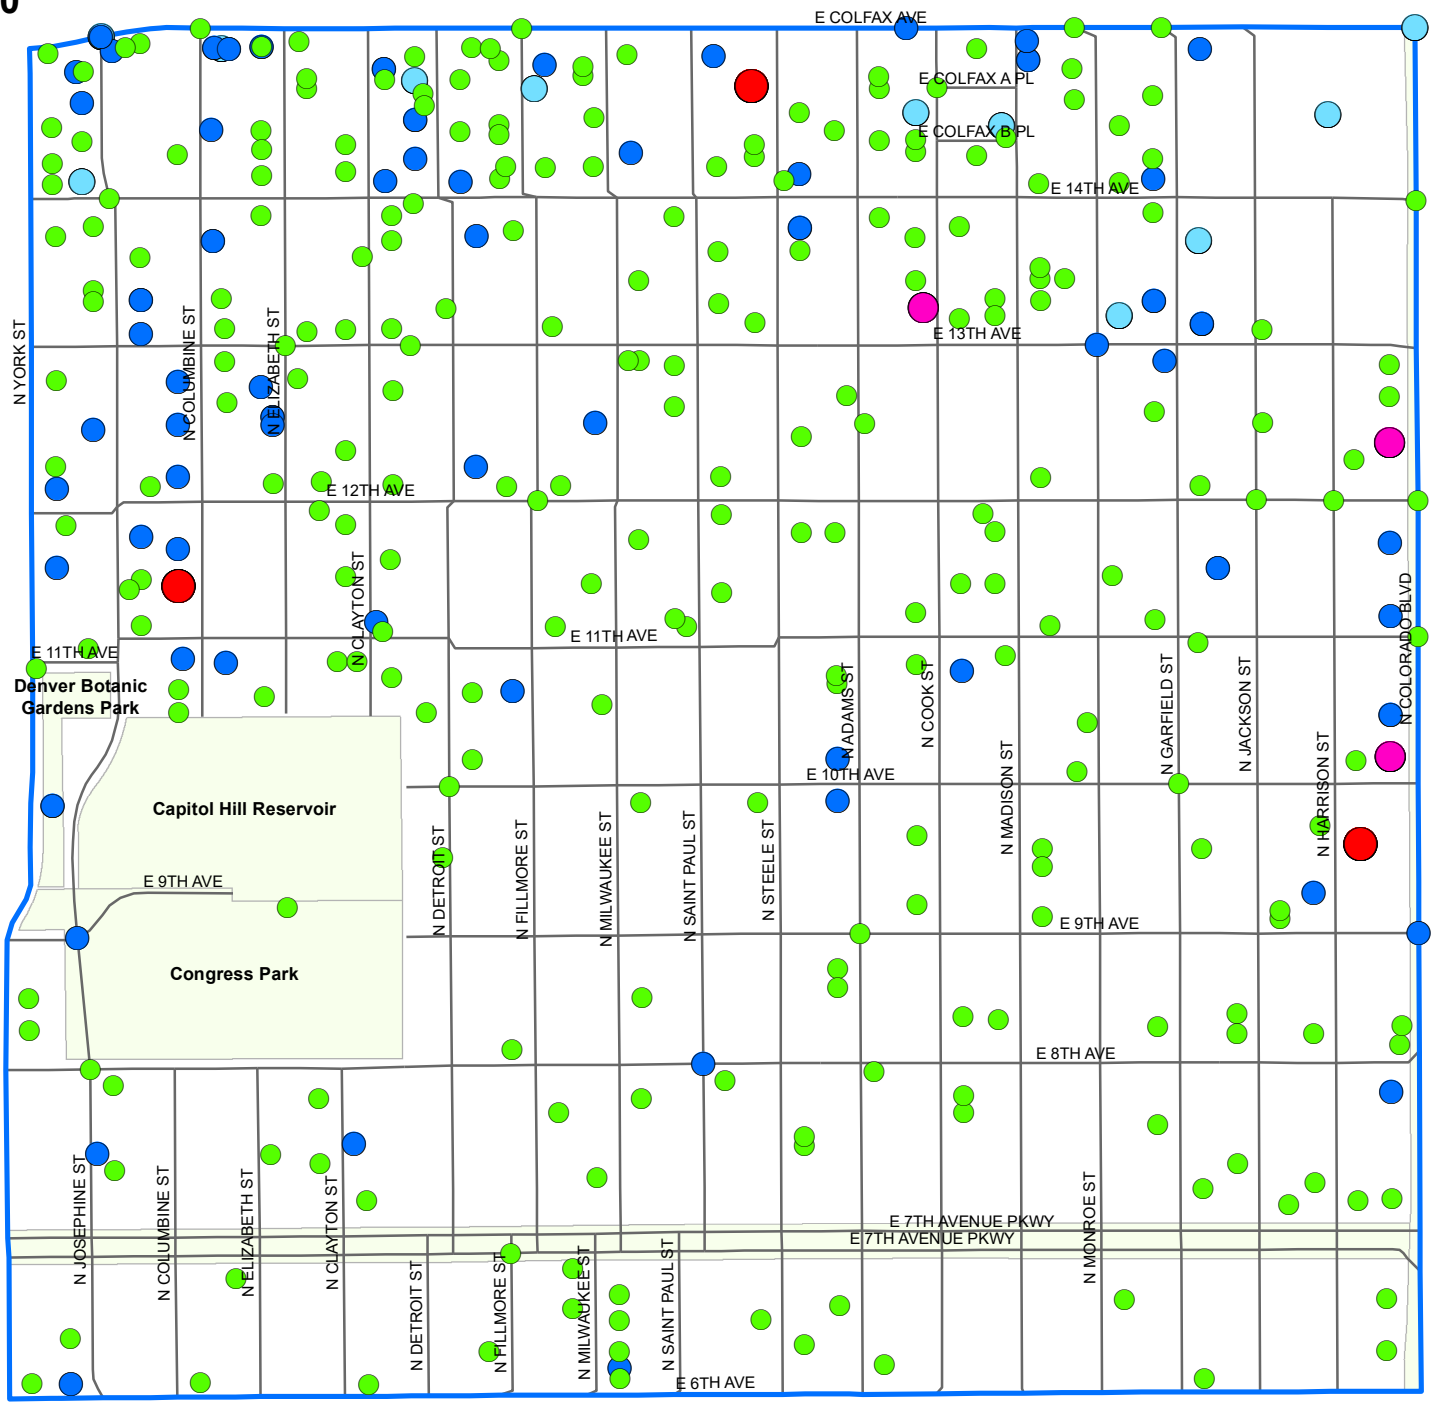 0
E COLFAX AVE
E COLFAX A PL
E COLFAX B PL
E 14TH AVE
E 13TH AVE
N YORK ST
N COLUMBINE ST
N ELIZABETH ST
E 12TH AVE
N CLAYTON ST
E 11TH AVE
E 11TH AVE
Denver Botanic
Gardens Park
N COLORADO BLVD
N ADAMS ST
N COOK ST
N GARFIELD ST
N JACKSON ST
N MADISON ST
N HARRISON ST
E 10TH AVE
Capitol Hill Reservoir
N DETROIT ST
N FILLMORE ST
N MILWAUKEE ST
N SAINT PAUL ST
N STEELE ST
E 9TH AVE
E 9TH AVE
Congress Park
E 8TH AVE
N JOSEPHINE ST
N COLUMBINE ST
N ELIZABETH ST
N CLAYTON ST
N MONROE ST
E 7TH AVENUE PKWY
E 7TH AVENUE PKWY
N DETROIT ST
N FILLMORE ST
N MILWAUKEE ST
N SAINT PAUL ST
E 6TH AVE